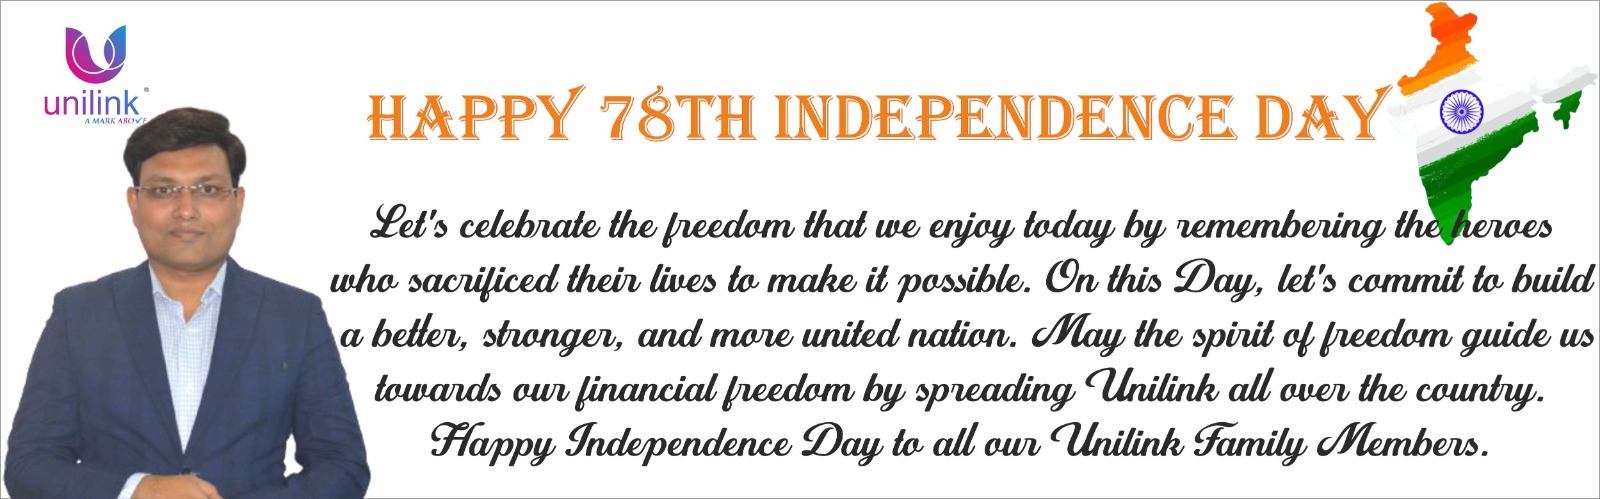 unilink®
A MARK ABOVE
HAPPY 78TH INDEPENDENCE DAY
Let's celebrate the freedom that we enjoy today by remembering the heroes
who sacrificed their lives to make it possible. On this Day, let's commit to build
a better, stronger, and more united nation. May the spirit of freedom guide us
towards our financial freedom by spreading Unilink all over the country.
Happy Independence Day to all our Unilink Family Members.